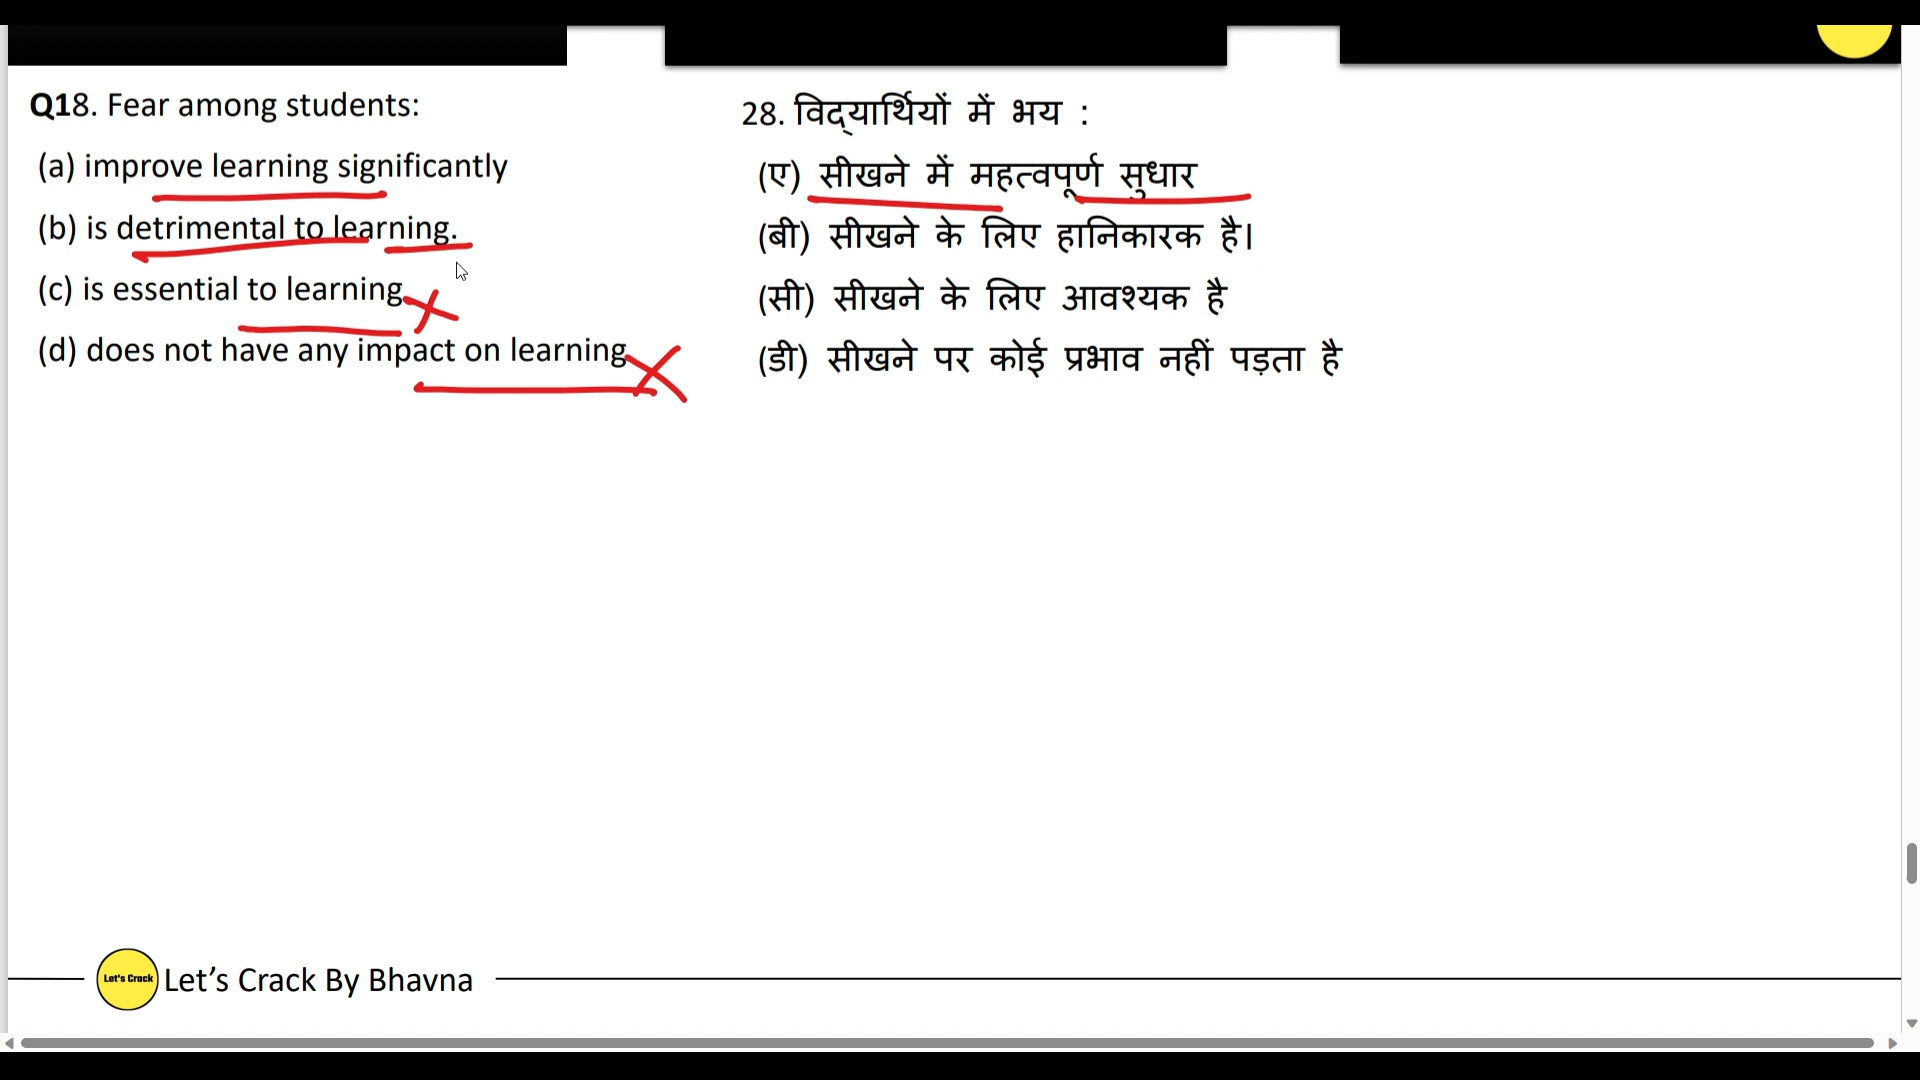 Q18. Fear among students:
(a) improve learning significantly
(b) is detrimental to learning.
(c) is essential to learning
(d) does not have any impact on learning
28. विद्यार्थियों में भय :
(ए) सीखने में महत्वपूर्ण सुधार
(बी) सीखने के लिए हानिकारक है।
(सी) सीखने के लिए आवश्यक है
(डी) सीखने पर कोई प्रभाव नहीं पड़ता है
Let's Crack
Let’s Crack By Bhavna